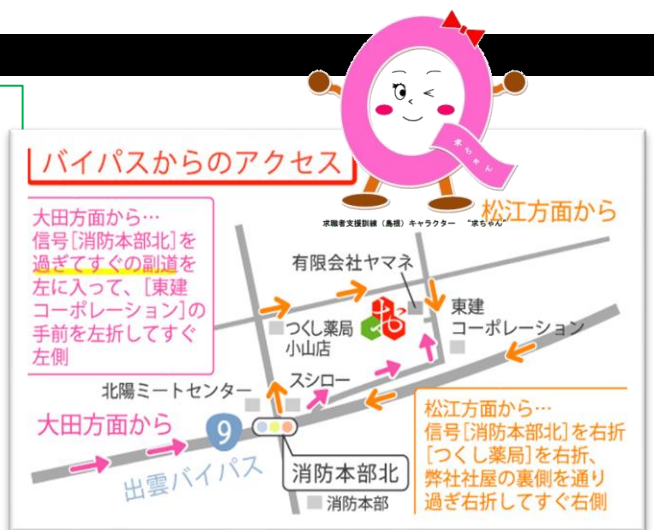 バイパスからのアクセス
求職者支援訓練（島根）キャラクター “求ちゃん”
大田方面から…
信号[消防本部北]を
過ぎてすぐの副道を
左に入って、[東建
コーポレーション]の
手前を左折してすぐ
左側
松江方面から
有限会社ヤマネ
東建
コーポレーション
つくし薬局
小山店
スシロー
北陽ミートセンター
大田方面から
9
出雲バイパス
消防本部北
消防本部
松江方面から…
信号[消防本部北]を右折
[つくし薬局]を右折、
弊社社屋の裏側を通り
過ぎ右折してすぐ右側